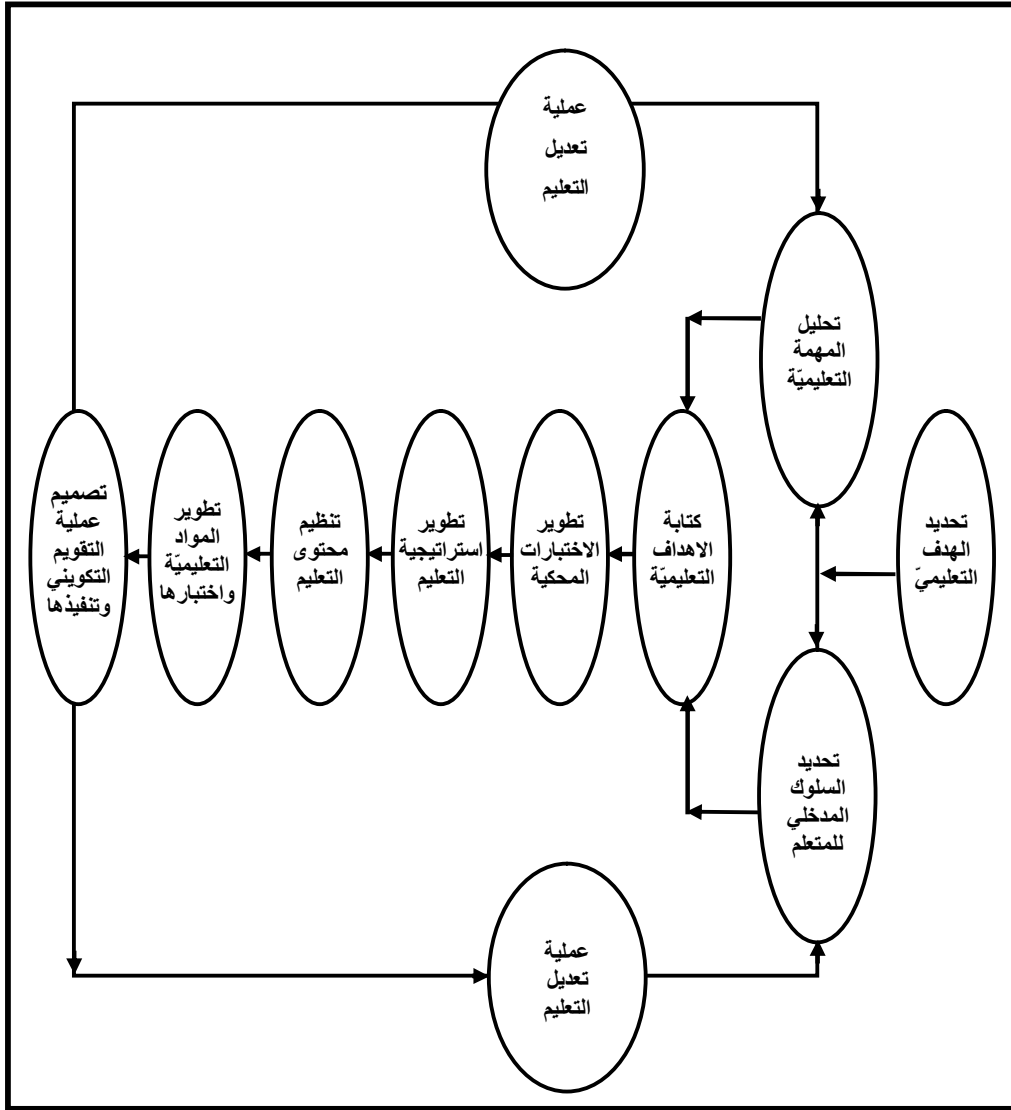 عملية
تعديل
التعليم
تحليل
المهمة
التعليميّة
تحديد
الهدف
التعليميّ
كتابة
الاهداف
التعليميّة
تطوير
الاختبارات
المحكية
تطوير
استراتيجية
التعليم
تنظيم
محتوى
التعليم
تطوير
المواد
التعليميّة
واختبارها
تصميم
عملية
التقويم
التكويني
وتنفيذها
تحديد
السلوك
المدخلي
للمتعلم
عملية
تعديل
التعليم